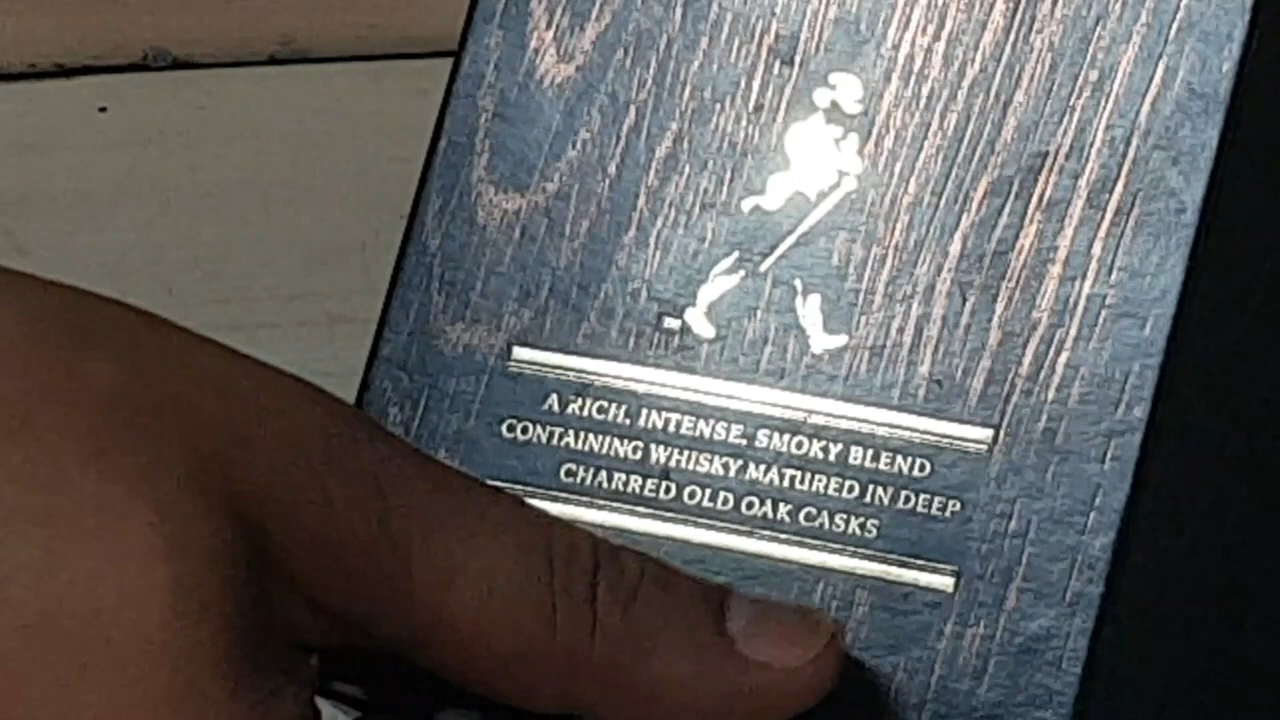 A RICH, INTENSE, SMOKY BLEND
CONTAINING WHISKY MATURED IN DEEP
CHARRED OLD OAK CASKS